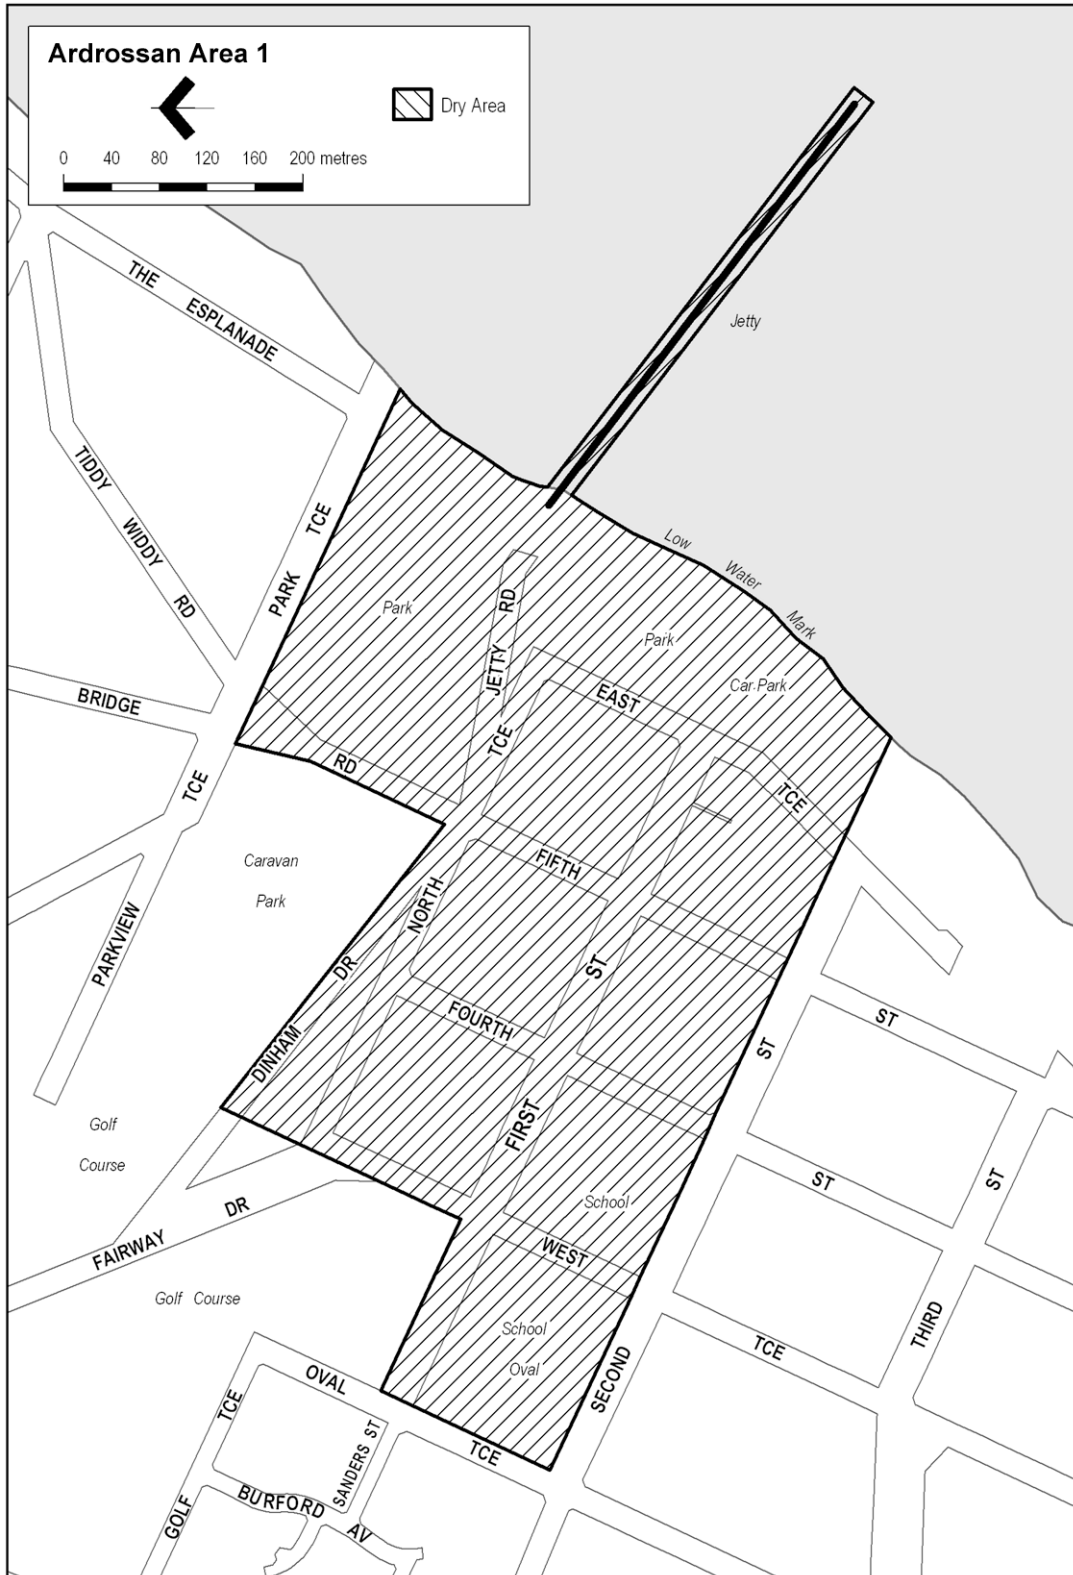 Ardrossan Area 1
Dry Area
0 40 80 120 160 200 metres
Jetty
THE ESPLANADE
TIDDY WIDDY RD
PARK TCE
Low Water Mark
Park
JETTY RD
Park
Car Park
BRIDGE
RD
TCE
EAST
TCE
TCE
Caravan
Park
PARKVIEW
NORTH
FIFTH
DINHAM DR
ST
FOURTH
ST
ST
Golf
Course
FIRST
School
ST
ST
FAIRWAY DR
WEST
Golf Course
School
Oval
SECOND
TCE
THIRD
OVAL
TCE
TCE
SANDERS ST
GOLF
BURFORD AV